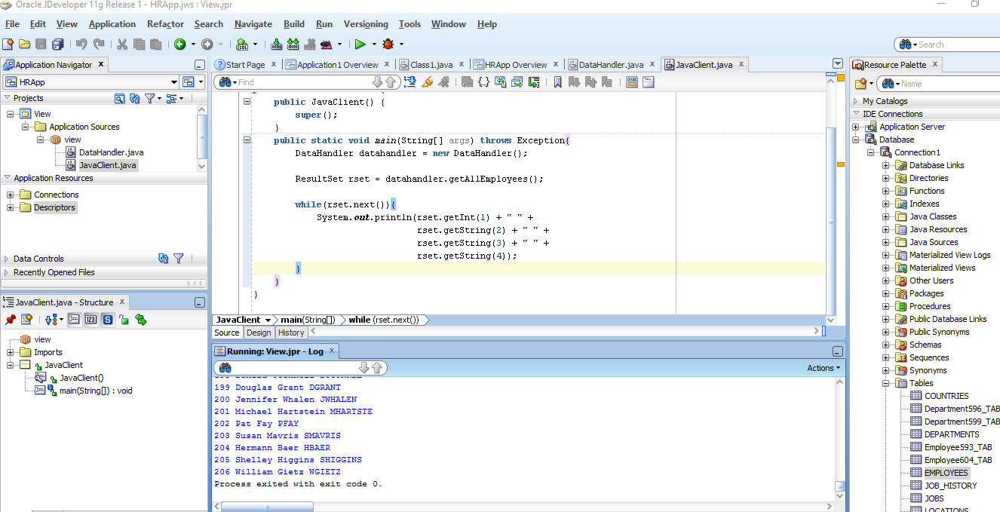 Oracle JDeveloper 11g Release 1 - HRApp.jws : View.jpr
File Edit View Application Refactor Search Navigate Build Run Versioning Tools Window Help
Search
Application Navigator x
HRApp
Projects
View
Application Sources
view
DataHandler.java
JavaClient.java
Application Resources
Connections
Descriptors
Data Controls
Recently Opened Files
JavaClient.java - Structure x
view
Imports
JavaClient
JavaClient()
main(String[]) : void
Start Page x Application1 Overview x Class1.java x HRApp Overview x DataHandler.java x JavaClient.java x
Find
public JavaClient() {
super();
}
public static void main(String[] args) throws Exception{
DataHandler datahandler = new DataHandler();
ResultSet rset = datahandler.getAllEmployees();
while(rset.next()){
System.out.println(rset.getInt(1) + " " +
rset.getString(2) + " " +
rset.getString(3) + " " +
rset.getString(4));
}
}
}
JavaClient main(String[]) while (rset.next())
Source Design History
Running: View.jpr - Log x
Actions
199 Douglas Grant DGRANT
200 Jennifer Whalen JWHALEN
201 Michael Hartstein MHARTSTE
202 Pat Fay PFAY
203 Susan Mavris SMAVRIS
204 Hermann Baer HBAER
205 Shelley Higgins SHIGGINS
206 William Gietz WGIETZ
Process exited with exit code 0.
Resource Palette x
Name
My Catalogs
IDE Connections
Application Server
Database
Connection1
Database Links
Directories
Functions
Indexes
Java Classes
Java Resources
Java Sources
Materialized View Logs
Materialized Views
Other Users
Packages
Procedures
Public Database Links
Public Synonyms
Schemas
Sequences
Synonyms
Tables
COUNTRIES
Department596_TAB
Department599_TAB
DEPARTMENTS
Employee593_TAB
Employee604_TAB
EMPLOYEES
JOB_HISTORY
JOBS
LOCATIONS